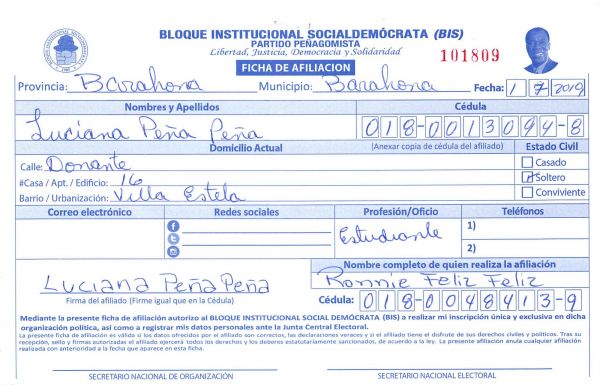 BLOQUE INSTITUCIONAL SOCIALDEMÓCRATA (BIS)
PARTIDO PEÑAGOMISTA
Libertad, Justicia, Democracia y Solidaridad
101809
FICHA DE AFILIACION
Provincia: Barahona Municipio: Barahona Fecha: 1 7 2019
Nombres y Apellidos Cédula
Luciana Peña Peña 018-0013094-8
Domicilio Actual (Anexar copia de cédula del afiliado) Estado Civil
Calle: Donante Casado
#Casa / Apt. / Edificio: 16 Soltero
Barrio / Urbanización: Villa Estela Conviviente
Correo electrónico Redes sociales Profesión/Oficio Teléfonos
Estudiante 1)
2)
Nombre completo de quien realiza la afiliación
Luciana Peña Peña Ronnie Feliz Feliz
Firma del afiliado (Firme igual que en la Cédula) Cédula: 018-0048413-9
Mediante la presente ficha de afiliación autorizo al BLOQUE INSTITUCIONAL SOCIAL DEMÓCRATA (BIS) a realizar mi inscripción única y exclusiva en dicha
organización política, así como a registrar mis datos personales ante la Junta Central Electoral.
La presente ficha de afiliación es válida si los datos ofrecidos por el afiliado son correctos, las declaraciones veraces y si el afiliado tiene el disfrute de sus derechos civiles y políticos. Tras su
recepción, sello y firmas autorizadas el afiliado ejercerá todos los derechos y los deberes estatutariamente sancionados, de acuerdo a la ley. La presente afiliación anula cualquier afiliación
realizada con anterioridad a la fecha que aparece en esta ficha.
SECRETARIO NACIONAL DE ORGANIZACIÓN SECRETARIO NACIONAL ELECTORAL